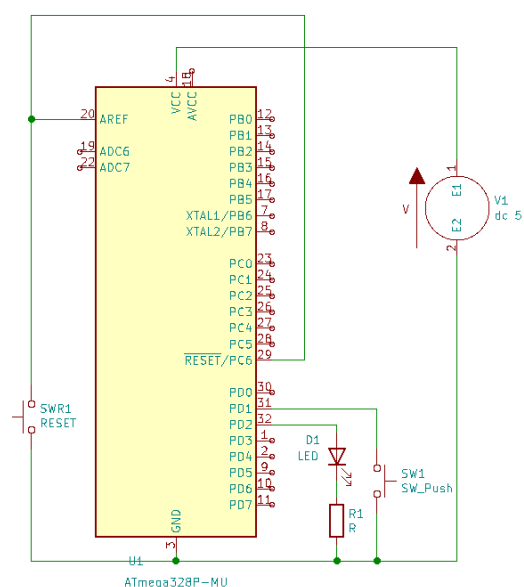 4
VCC
18
AVCC
20
AREF
19
ADC6
22
ADC7
PB0
12
PB1
13
PB2
14
PB3
15
PB4
16
PB5
17
XTAL1/PB6
7
XTAL2/PB7
8
PC0
23
PC1
24
PC2
25
PC3
26
PC4
27
PC5
28
RESET/PC6
29
PD0
30
PD1
31
PD2
32
PD3
1
PD4
2
PD5
9
PD6
10
PD7
11
GND
3
U1
ATmega328P-MU
SWR1
RESET
D1
LED
R1
R
SW1
SW_Push
V
1
E1
E2
2
V1
dc 5